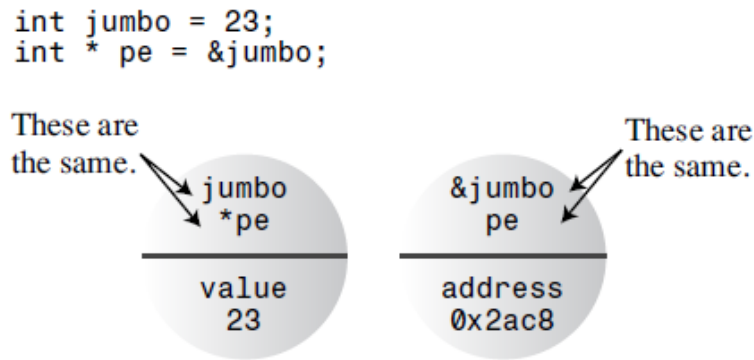 int jumbo = 23;
int * pe = &jumbo;
These are
the same.
These are
the same.
jumbo
*pe
&jumbo
pe
value
23
address
0x2ac8